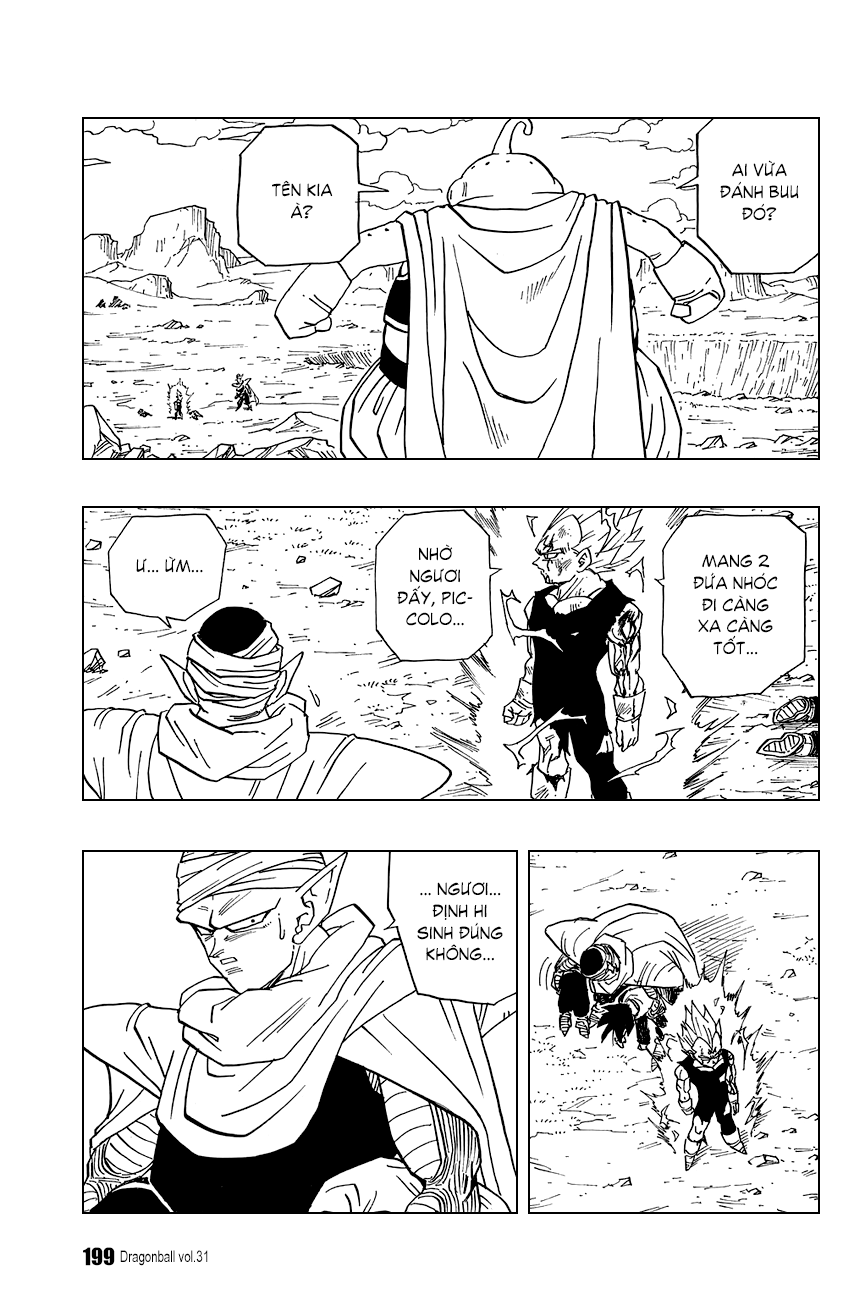 AI VỪA
ĐÁNH BUU
ĐÓ?
TÊN KIA
À?
MANG 2
ĐỨA NHÓC
ĐI CÀNG
XA CÀNG
TỐT...
NHỜ
NGƯƠI
ĐẤY, PIC-
COLO...
Ư... ỪM...
... NGƯƠI...
ĐỊNH HI
SINH ĐÚNG
KHÔNG...
199 Dragonball vol.31